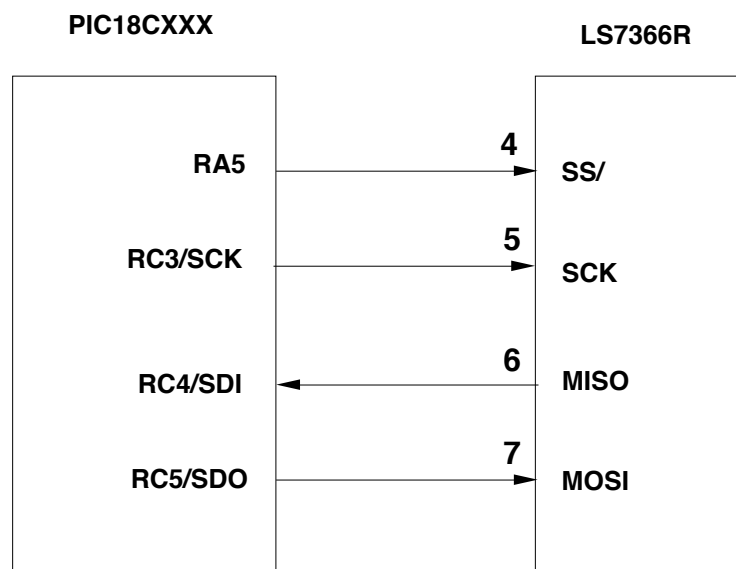 PIC18CXXX
LS7366R
RA5
4
SS/
RC3/SCK
5
SCK
RC4/SDI
6
MISO
RC5/SDO
7
MOSI